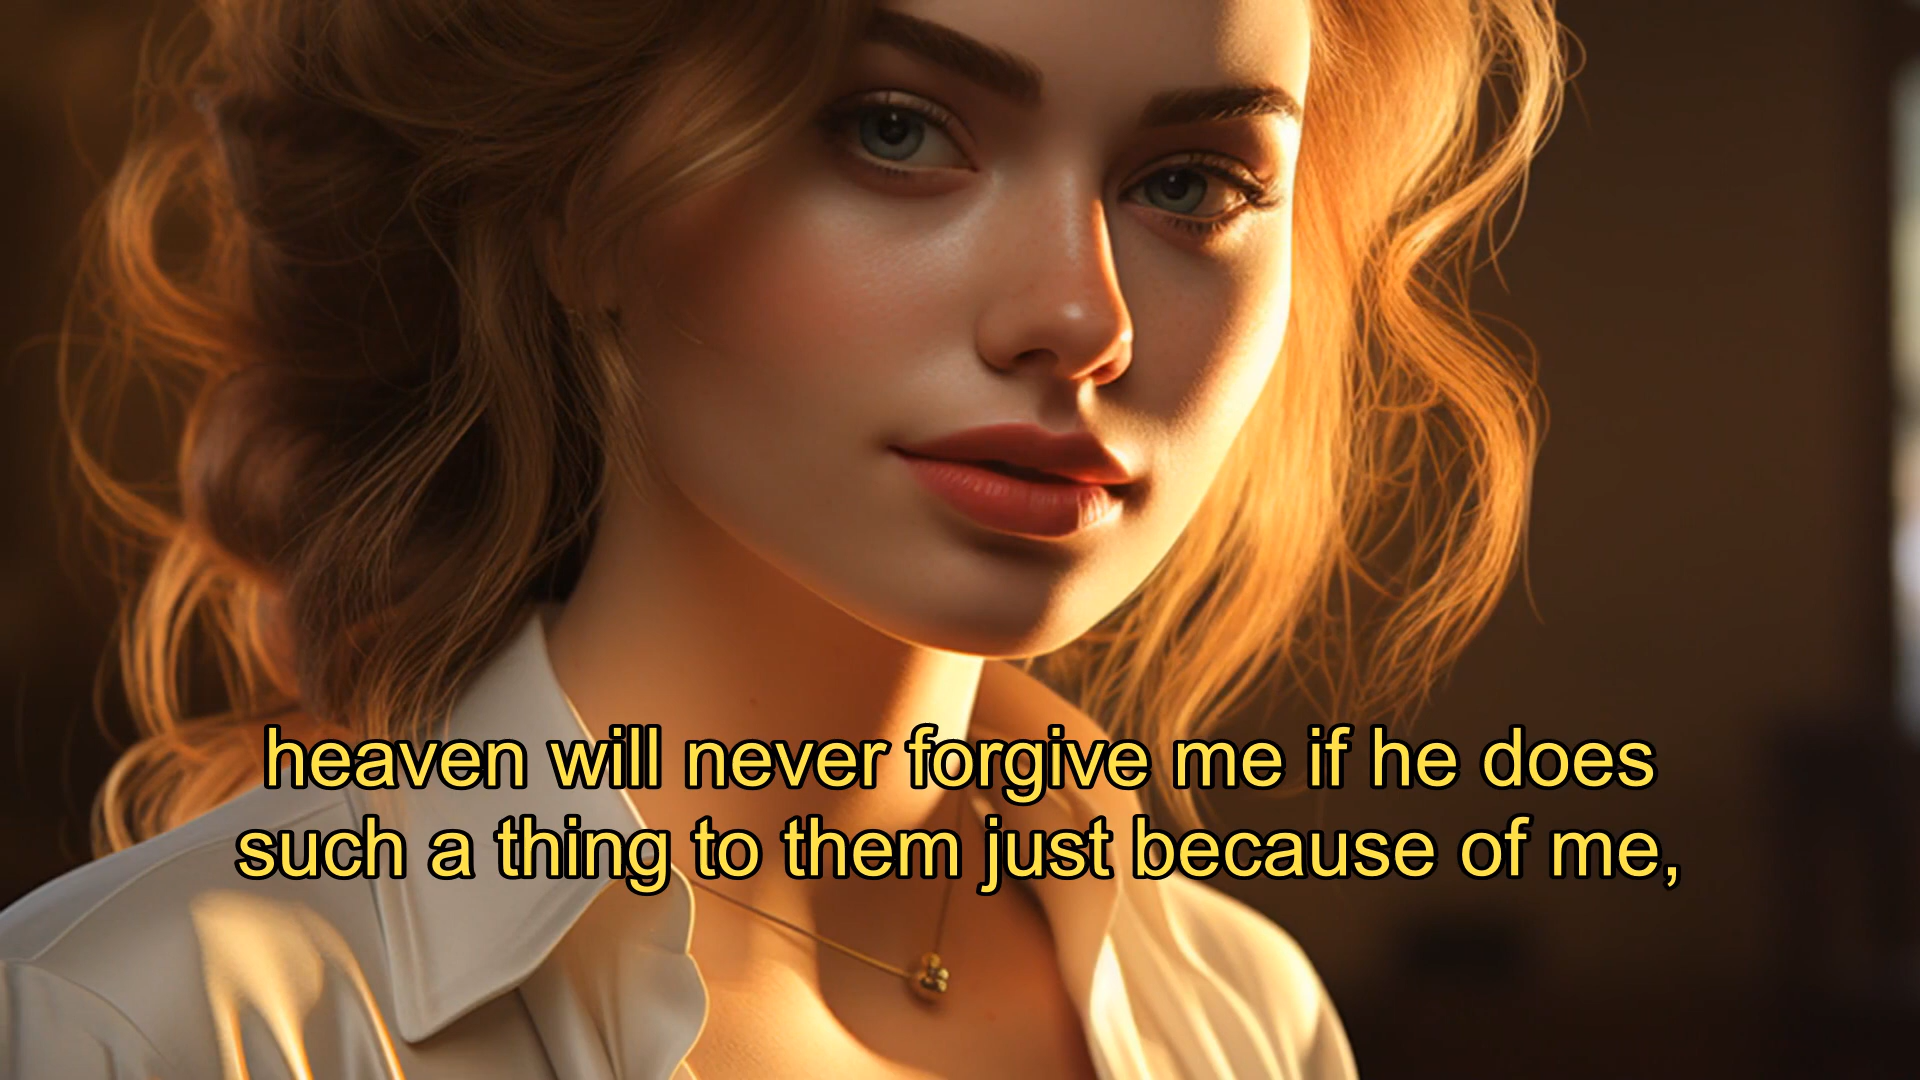 heaven will never forgive me if he does
such a thing to them just because of me,